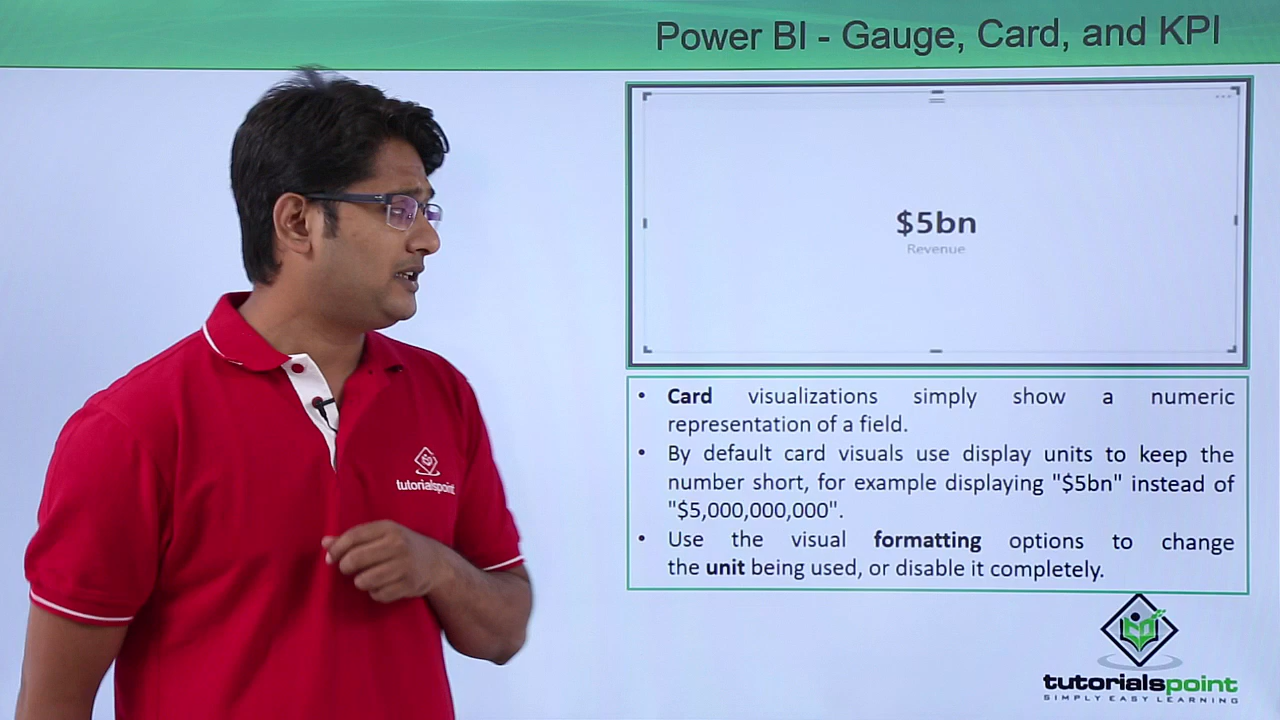 Power BI - Gauge, Card, and KPI
$5bn
Revenue
• Card visualizations simply show a numeric
representation of a field.
• By default card visuals use display units to keep the
number short, for example displaying "$5bn" instead of
"$5,000,000,000".
• Use the visual formatting options to change
the unit being used, or disable it completely.
tutorialspoint
tutorialspoint
SIMPLY EASY LEARNING